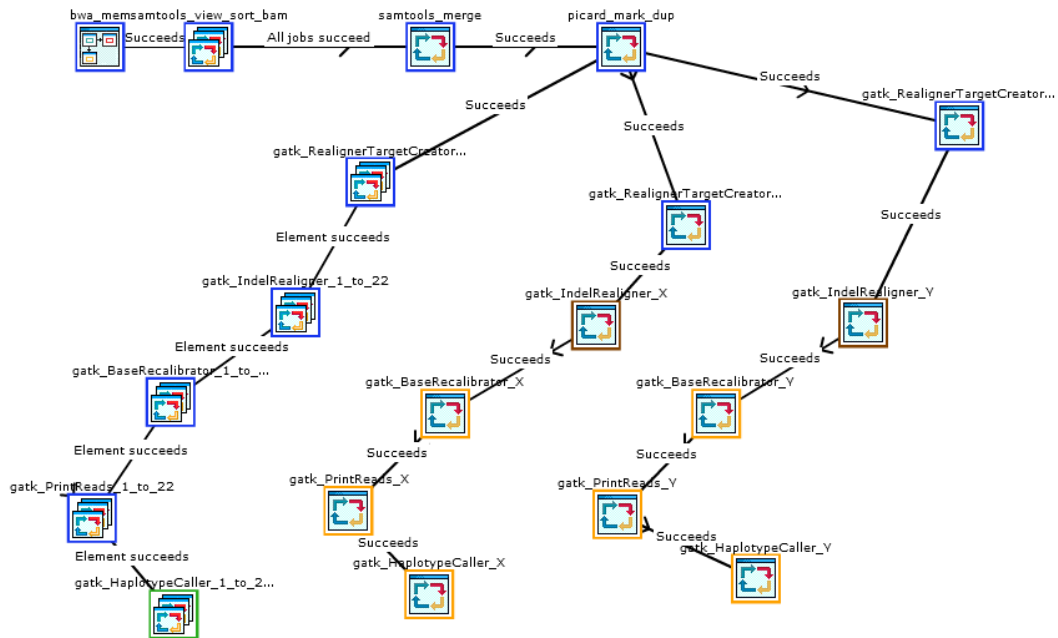 bwa_memsamtools_view_sort_bam
samtools_merge
picard_mark_dup
Succeeds
All jobs succeed
Succeeds
Succeeds
gatk_RealignerTargetCreator...
Succeeds
Succeeds
gatk_RealignerTargetCreator...
gatk_RealignerTargetCreator...
Succeeds
Element succeeds
Succeeds
gatk_IndelRealigner_1_to_22
gatk_IndelRealigner_X
gatk_IndelRealigner_Y
Element succeeds
Succeeds
Succeeds
gatk_BaseRecalibrator_1_to_...
gatk_BaseRecalibrator_X
gatk_BaseRecalibrator_Y
Element succeeds
Succeeds
Succeeds
gatk_PrintReads_1_to_22
gatk_PrintReads_X
gatk_PrintReads_Y
Succeeds
Succeeds
Element succeeds
gatk_HaplotypeCaller_Y
gatk_HaplotypeCaller_X
gatk_HaplotypeCaller_1_to_2...